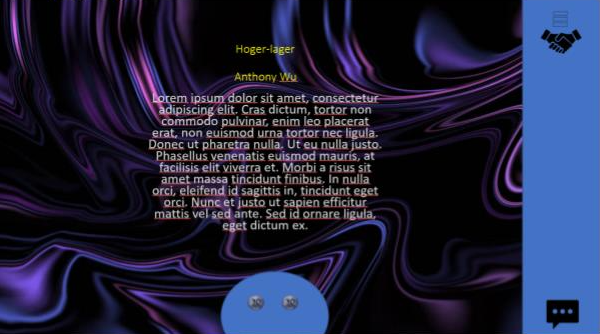 Hoger-lager
Anthony Wu
Lorem ipsum dolor sit amet, consectetur
adipiscing elit. Cras dictum, tortor non
commodo pulvinar, enim leo placerat
erat, non euismod urna tortor nec ligula.
Donec ut pharetra nulla. Ut eu nulla justo.
Phasellus venenatis euismod mauris, at
facilisis elit viverra et. Morbi a risus sit
amet massa tincidunt finibus. In nulla
orci, eleifend id sagittis in, tincidunt eget
orci. Nunc et justo ut sapien efficitur
mattis vel sed ante. Sed id ornare ligula,
eget dictum ex.